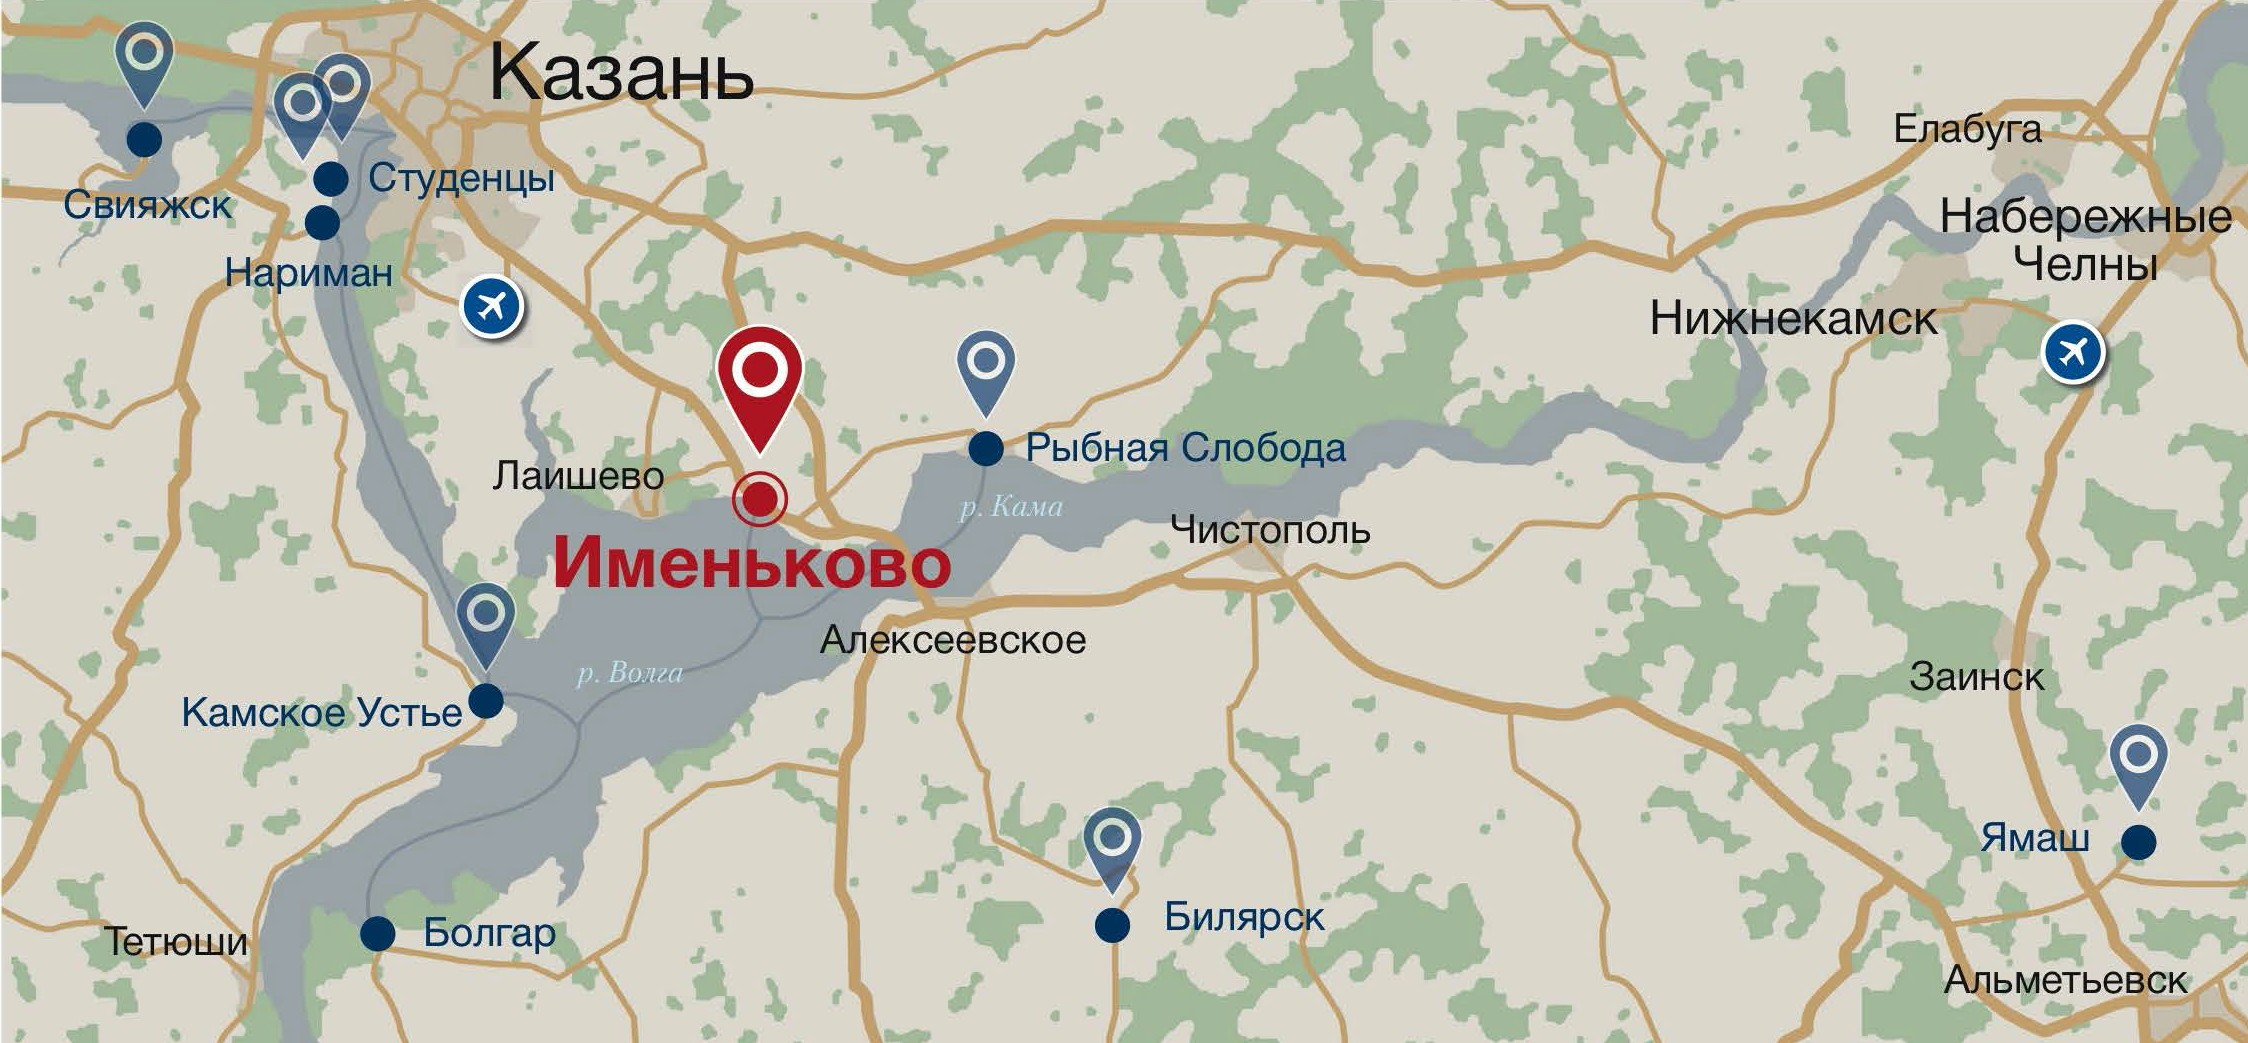 Казань
Елабуга
Студенцы
Свияжск
Набережные
Челны
Нариман
Нижнекамск
Рыбная Слобода
Лаишево
р. Кама
Чистополь
Именьково
Алексеевское
р. Волга
Заинск
Камское Устье
Ямаш
Билярск
Болгар
Тетюши
Альметьевск